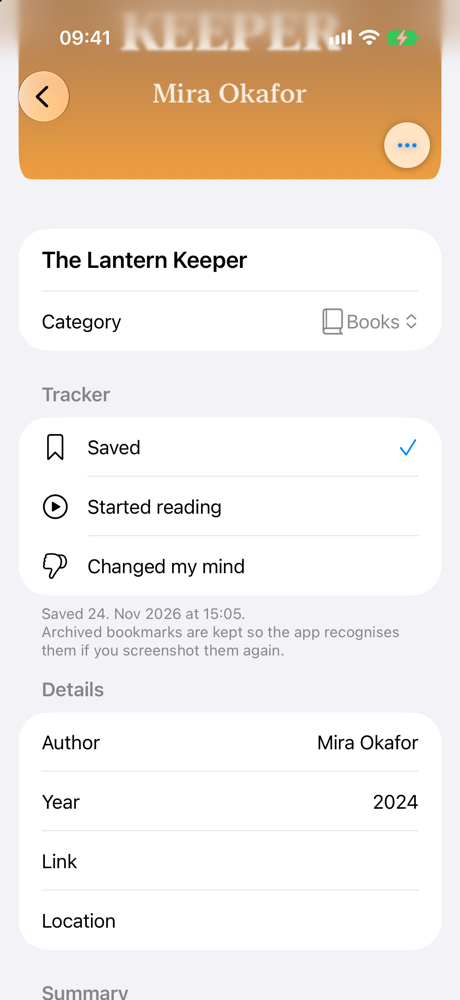 09:41
KEEPER
Mira Okafor
The Lantern Keeper
Category
Books
Tracker
Saved
Started reading
Changed my mind
Saved 24. Nov 2026 at 15:05.
Archived bookmarks are kept so the app recognises
them if you screenshot them again.
Details
Author Mira Okafor
Year 2024
Link
Location
Summary